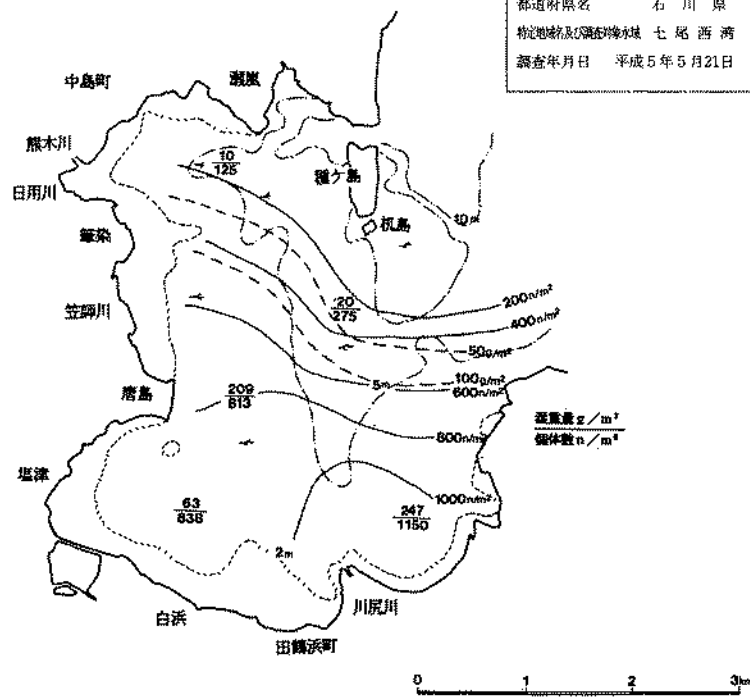 都道府県名 石川県
特定地域名及び調査対象水域 七尾西湾
調査年月日 平成5年5月21日
中島町
瀬嵐
熊木川
日用川
10
125
種ケ島
机島
10m
筆染
笠師川
20
275
200n/m²
400n/m²
50g/m²
100g/m²
5m
600n/m²
唐島
209
813
800n/m²
湿重量g/m²
個体数n/m²
塩津
63
838
1000n/m²
247
1150
2m
白浜
川尻川
田鶴浜町
0 1 2 3km